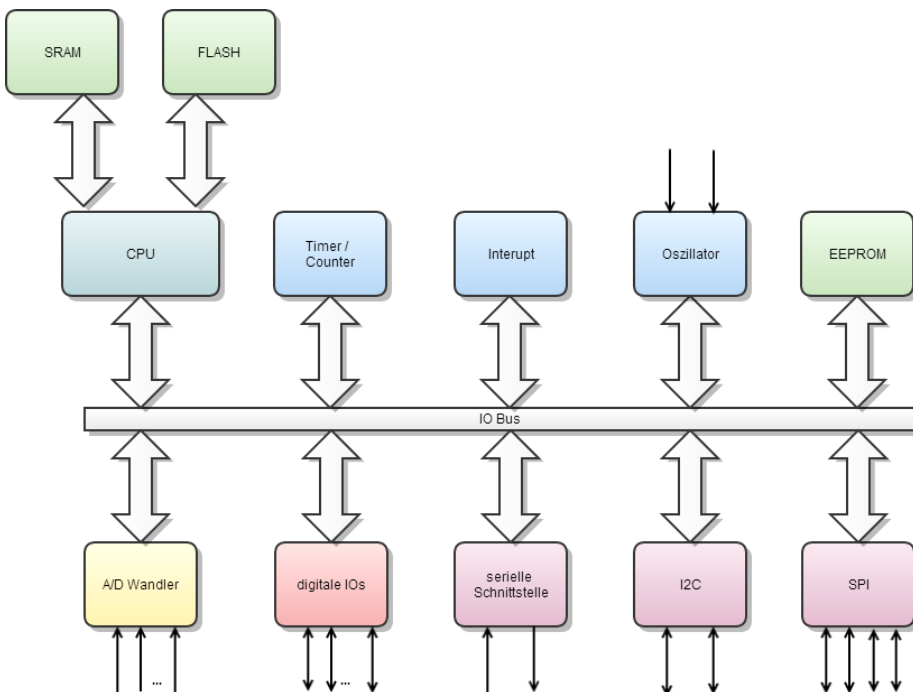 SRAM
FLASH
CPU
Timer /
Counter
Interupt
Oszillator
EEPROM
IO Bus
A/D Wandler
digitale IOs
serielle
Schnittstelle
I2C
SPI
...
...